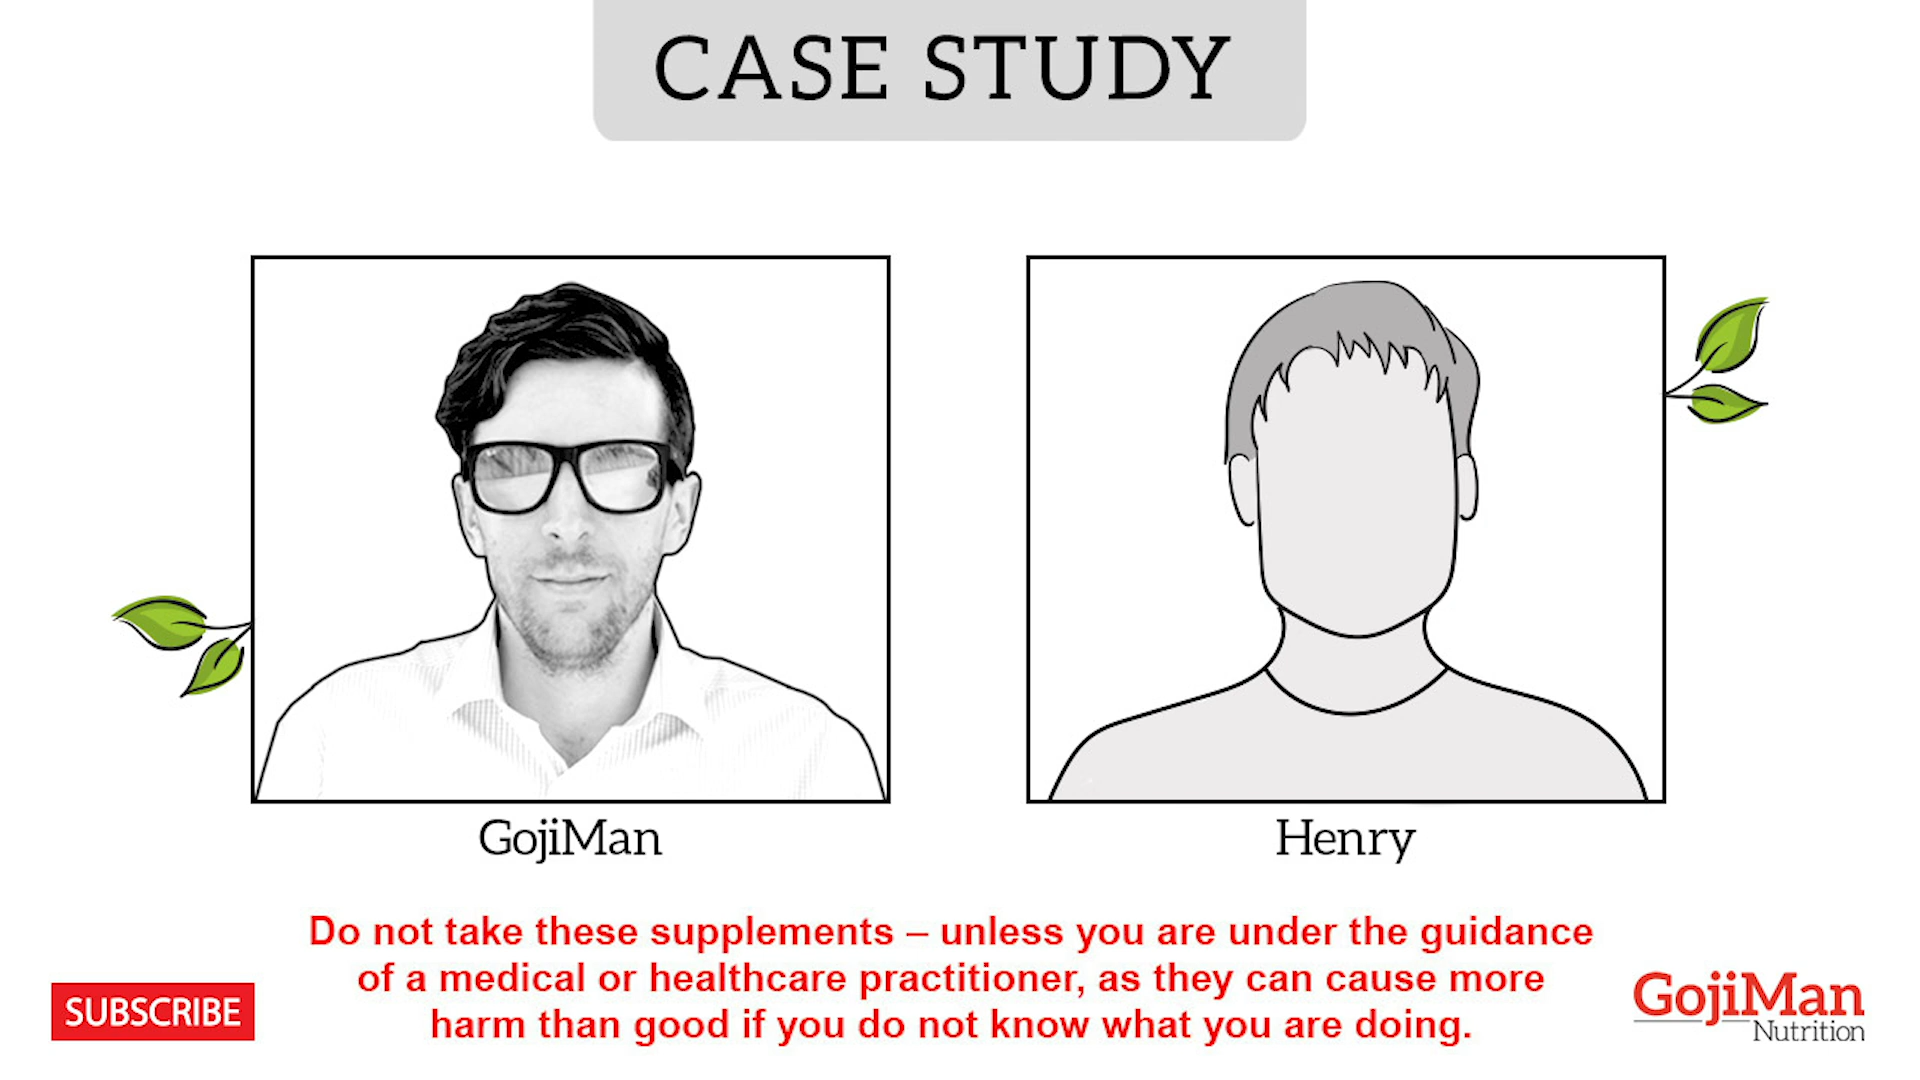 CASE STUDY
GojiMan
Henry
Do not take these supplements – unless you are under the guidance
of a medical or healthcare practitioner, as they can cause more
harm than good if you do not know what you are doing.
SUBSCRIBE
GojiMan
Nutrition